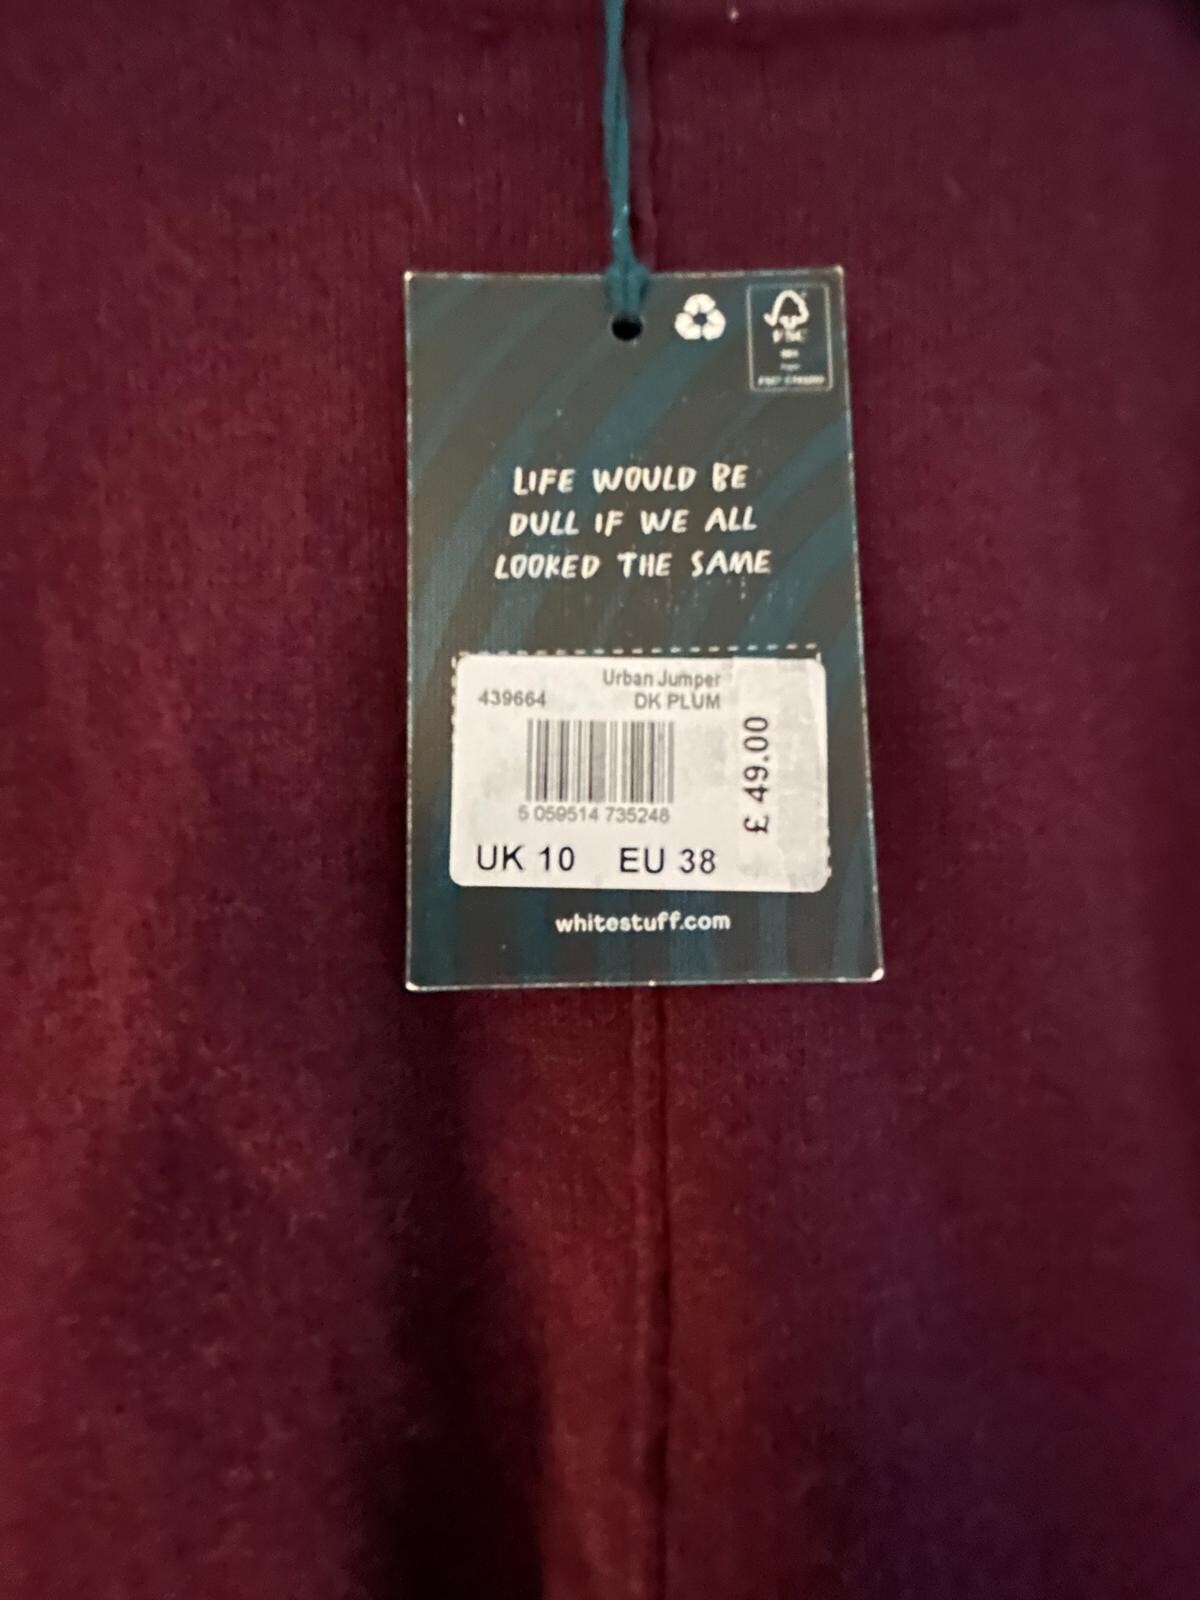 FSC
LIFE WOULD BE
DULL IF WE ALL
LOOKED THE SAME
Urban Jumper
439664 DK PLUM
£ 49.00
5 059514 735248
UK 10 EU 38
whitestuff.com